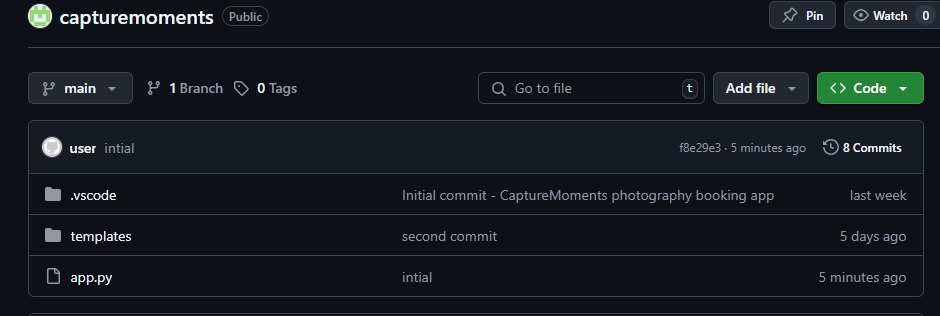 capturemoments Public Pin Watch 0
main 1 Branch 0 Tags Go to file t Add file Code
user intial f8e29e3 · 5 minutes ago 8 Commits
.vscode Initial commit - CaptureMoments photography booking app last week
templates second commit 5 days ago
app.py intial 5 minutes ago